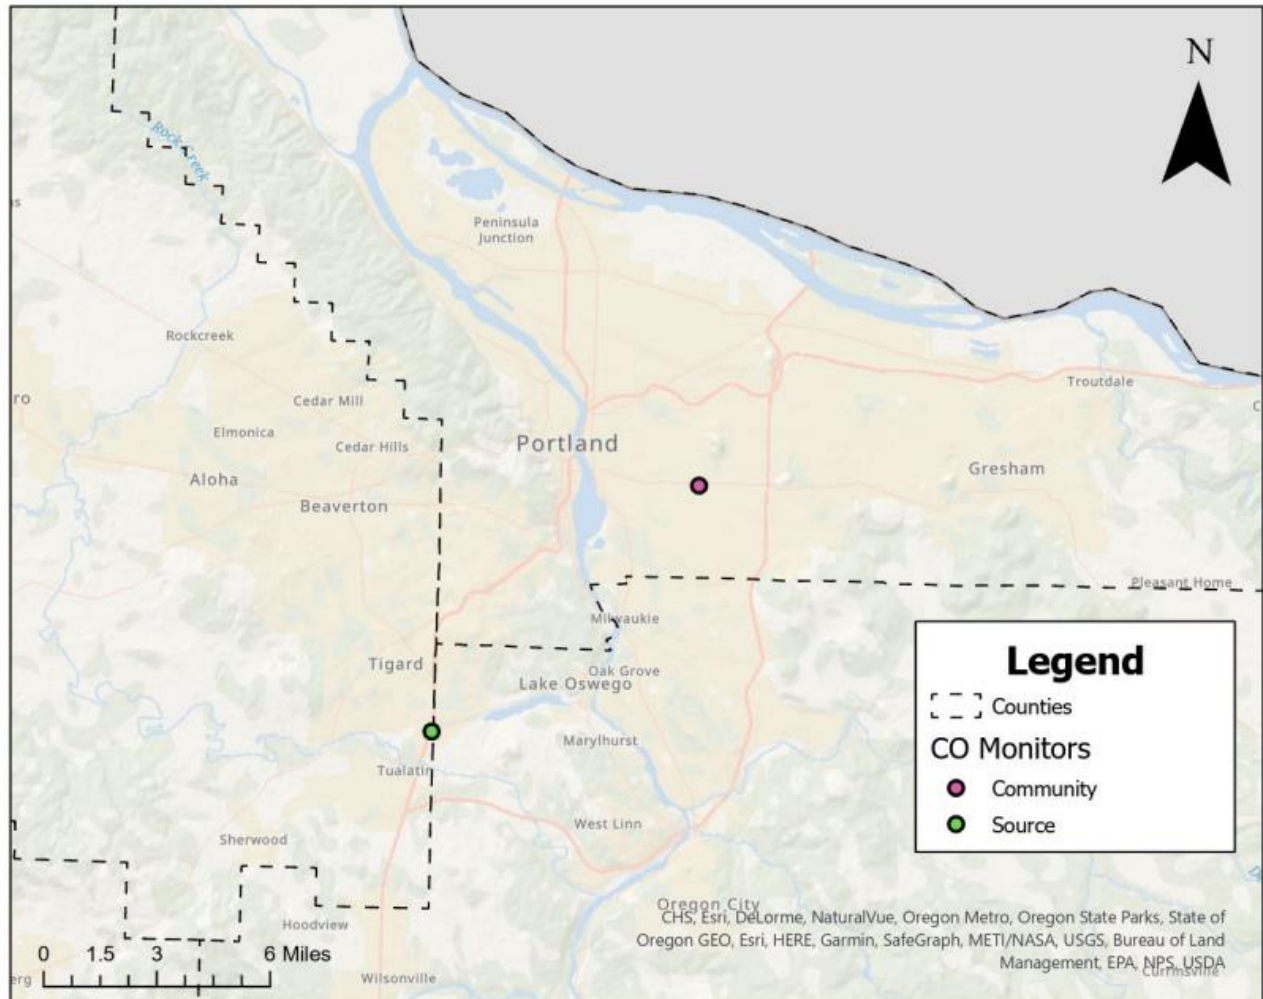 N
Rock Creek
Peninsula
Junction
Rockcreek
Troutdale
ro
Cedar Mill
Elmonica
Cedar Hills
Portland
Aloha
Gresham
Beaverton
Pleasant Home
Milwaukie
Tigard
Oak Grove
Lake Oswego
Marylhurst
Tualatin
West Linn
Sherwood
Oregon City
Hoodview
Wilsonville
erg
Currinsville
Legend
Counties
CO Monitors
Community
Source
CHS, Esri, DeLorme, NaturalVue, Oregon Metro, Oregon State Parks, State of
Oregon GEO, Esri, HERE, Garmin, SafeGraph, METI/NASA, USGS, Bureau of Land
Management, EPA, NPS, USDA
0 1.5 3 6 Miles